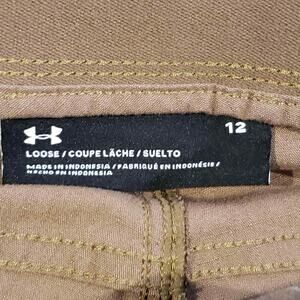 12
LOOSE / COUPE LÂCHE / SUELTO
MADE IN INDONESIA / FABRIQUÉ EN INDONÉSIE /
HECHO EN INDONESIA